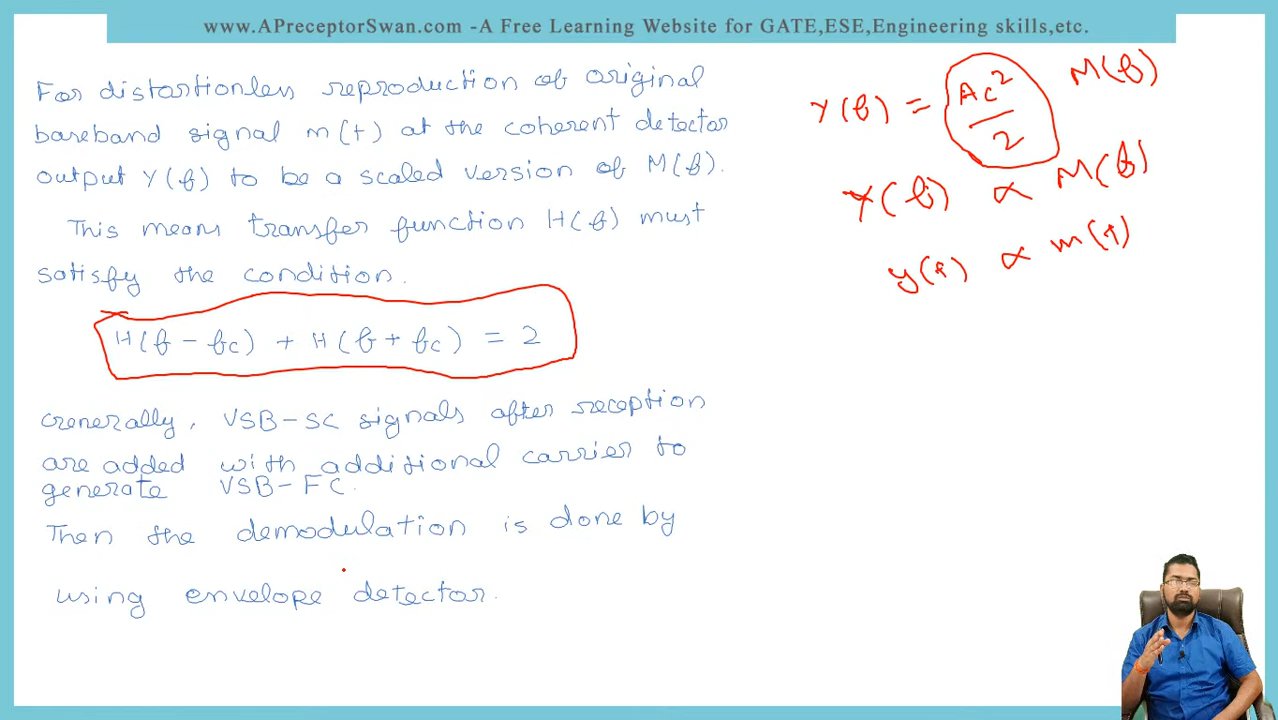 www.APreceptorSwan.com -A Free Learning Website for GATE,ESE,Engineering skills,etc.
For distortionless reproduction of original
baseband signal m(t) at the coherent detector
output Y(f) to be a scaled version of M(f).
This means transfer function H(f) must
satisfy the condition.
H(f - fc) + H(f + fc) = 2
Generally, VSB-SC signals after reception
are added with additional carrier to
generate VSB-FC.
Then the demodulation is done by
using envelope detector.
Y(f) = Ac²/2 M(f)
Y(f) ∝ M(f)
y(t) ∝ m(t)